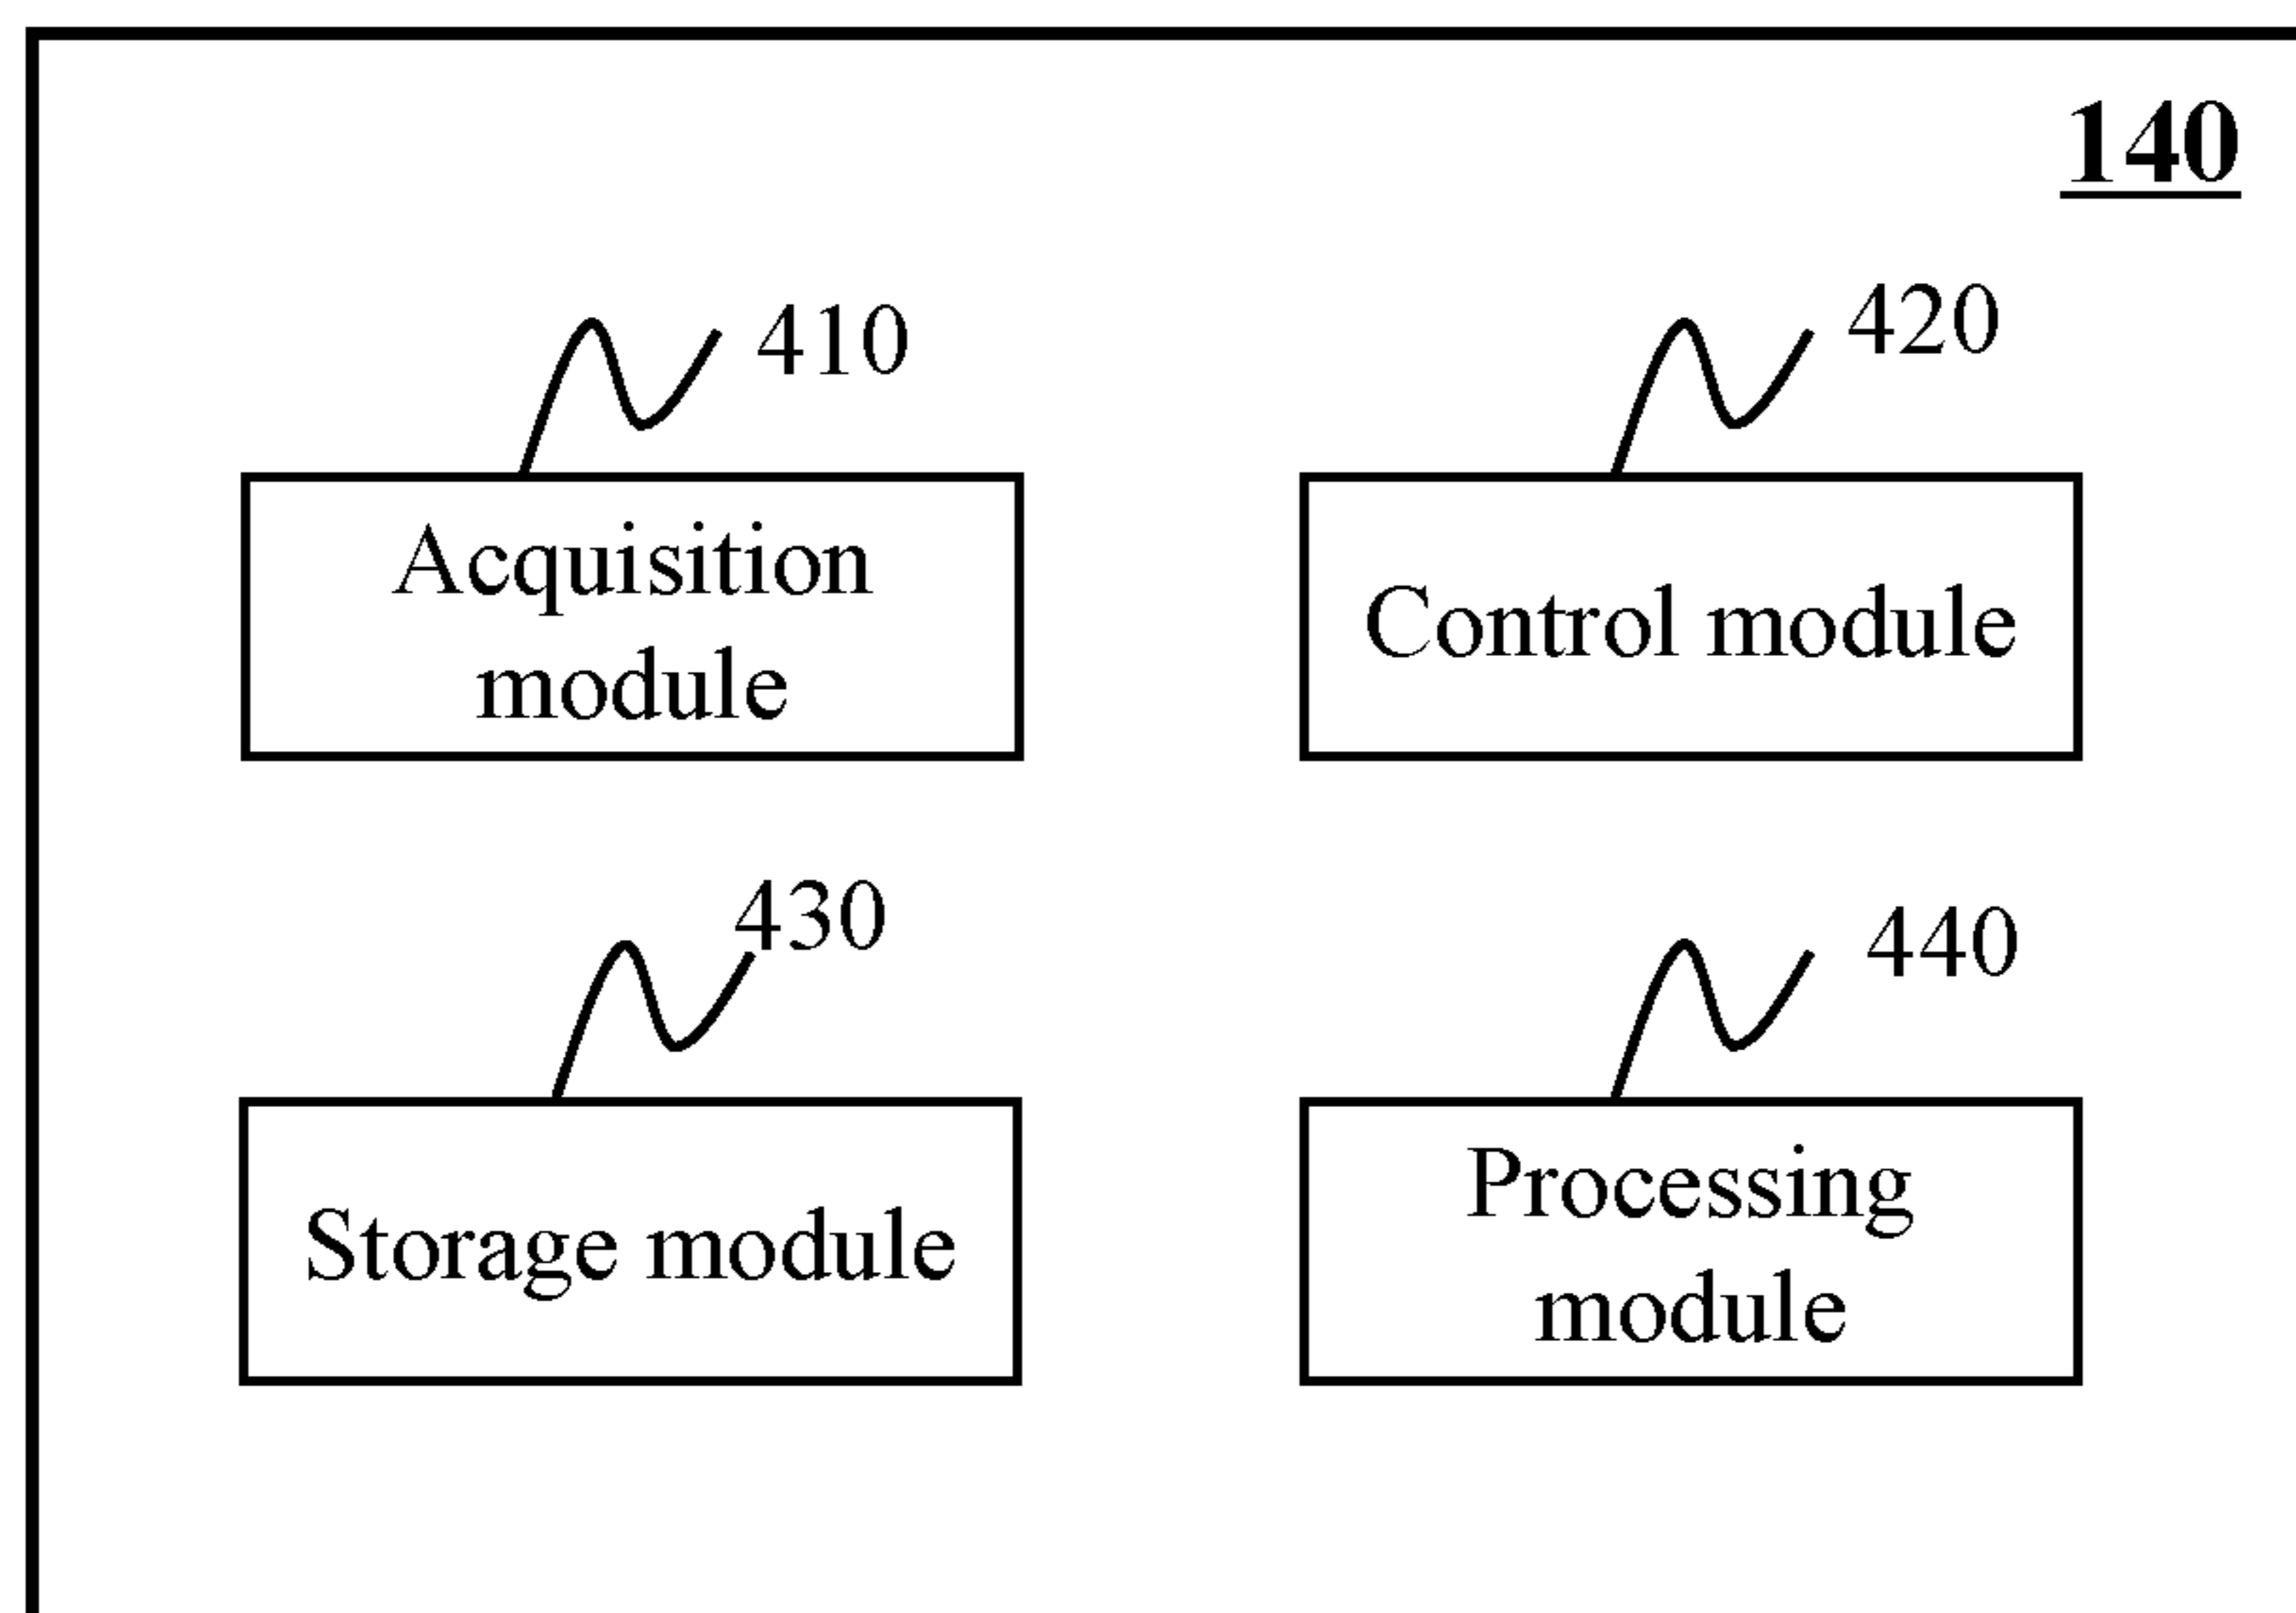 140
410
420
Acquisition
module
Control module
430
440
Storage module
Processing
module